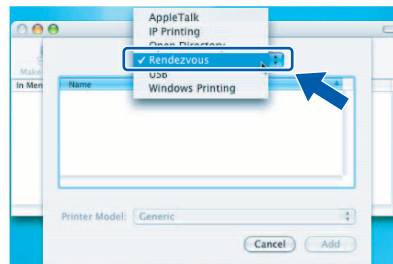 AppleTalk
IP Printing
Open Directory
✓ Rendezvous
USB
Windows Printing
Make
In Men
Name
Printer Model: Generic
Cancel Add